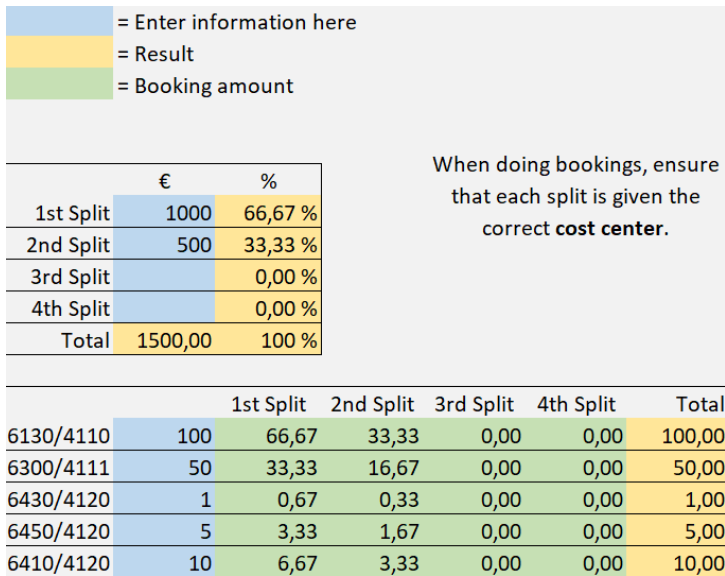 = Enter information here
= Result
= Booking amount
When doing bookings, ensure
that each split is given the
correct cost center.
€ %
1st Split 1000 66,67 %
2nd Split 500 33,33 %
3rd Split 0,00 %
4th Split 0,00 %
Total 1500,00 100 %
1st Split 2nd Split 3rd Split 4th Split Total
6130/4110 100 66,67 33,33 0,00 0,00 100,00
6300/4111 50 33,33 16,67 0,00 0,00 50,00
6430/4120 1 0,67 0,33 0,00 0,00 1,00
6450/4120 5 3,33 1,67 0,00 0,00 5,00
6410/4120 10 6,67 3,33 0,00 0,00 10,00